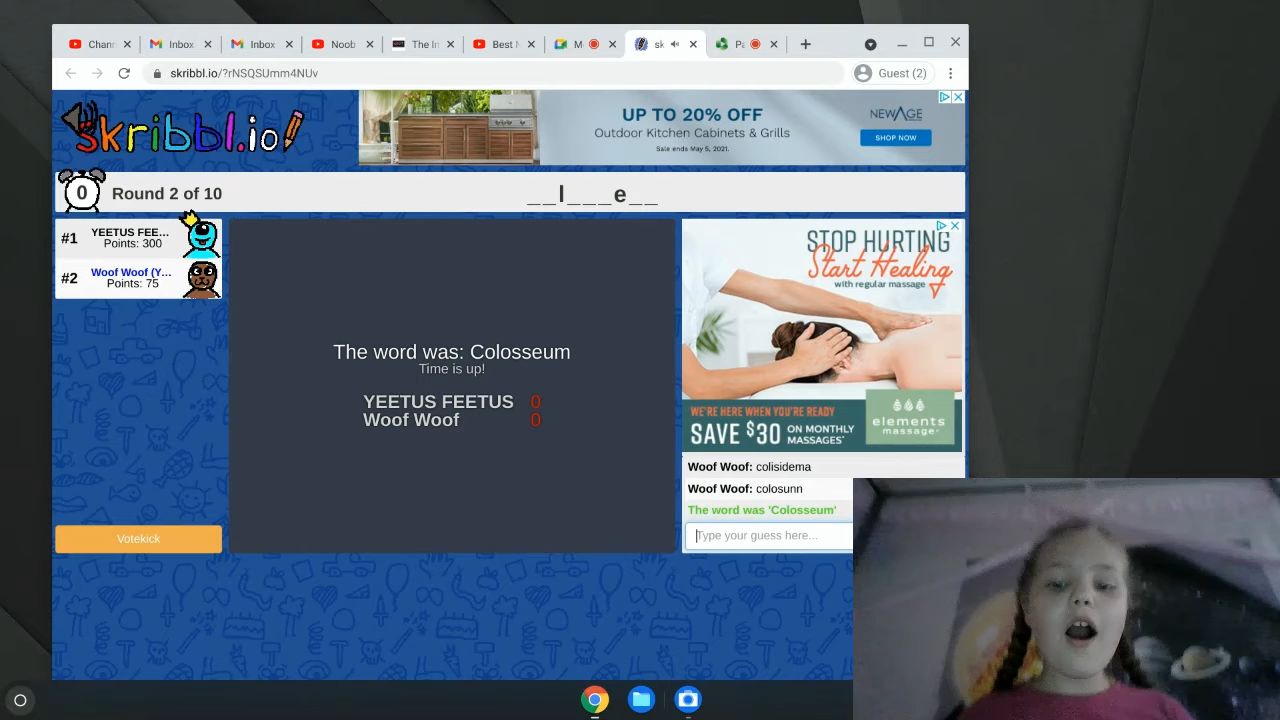 Chann
Inbox
Inbox
Noob
The In
Best N
M
sk
Pa
skribbl.io/?rNSQSUmm4NUv
Guest (2)
skribbl.io!
UP TO 20% OFF
Outdoor Kitchen Cabinets & Grills
Sale ends May 5, 2021.
NEWAGE
SHOP NOW
0
Round 2 of 10
__l___e__
#1
YEETUS FEE...
Points: 300
#2
Woof Woof (Y...
Points: 75
Votekick
The word was: Colosseum
Time is up!
YEETUS FEETUS 0
Woof Woof 0
STOP HURTING
Start Healing
with regular massage
WE'RE HERE WHEN YOU'RE READY
SAVE $30 ON MONTHLY MASSAGES*
elements
massage
Woof Woof: colisidema
Woof Woof: colosunn
The word was 'Colosseum'
Type your guess here...